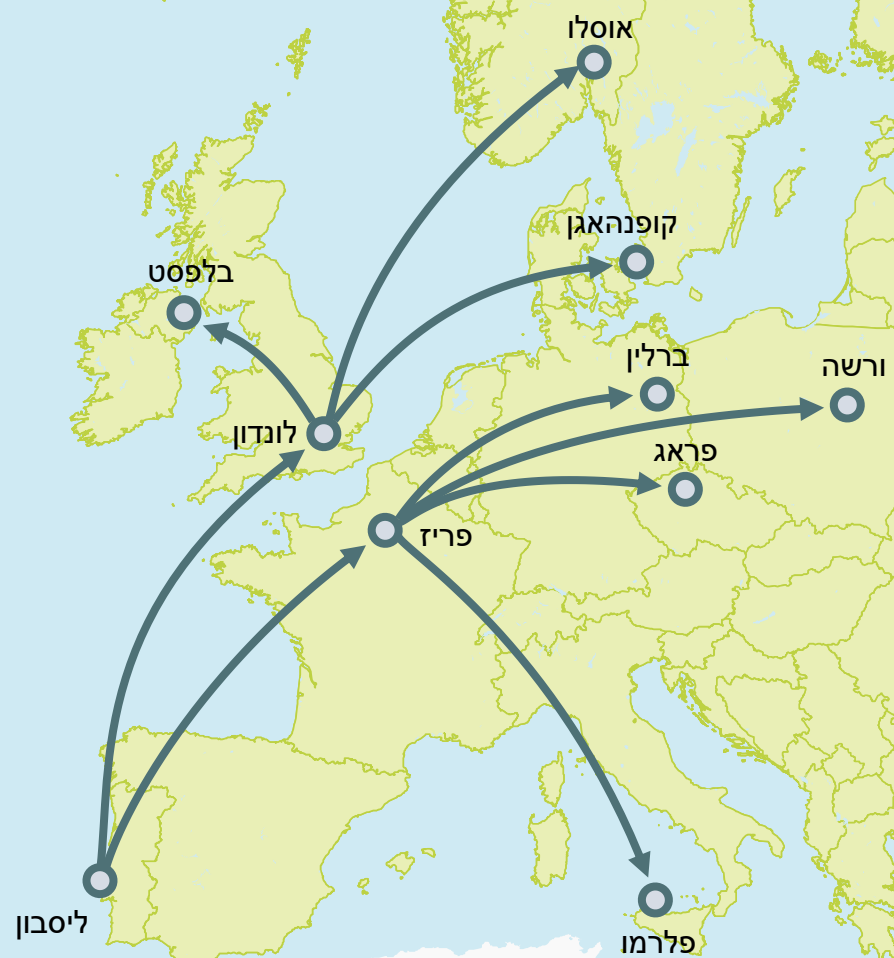 אוסלו
קופנהאגן
בלפסט
ברלין
ורשה
לונדון
פראג
פריז
ליסבון
פלרמו